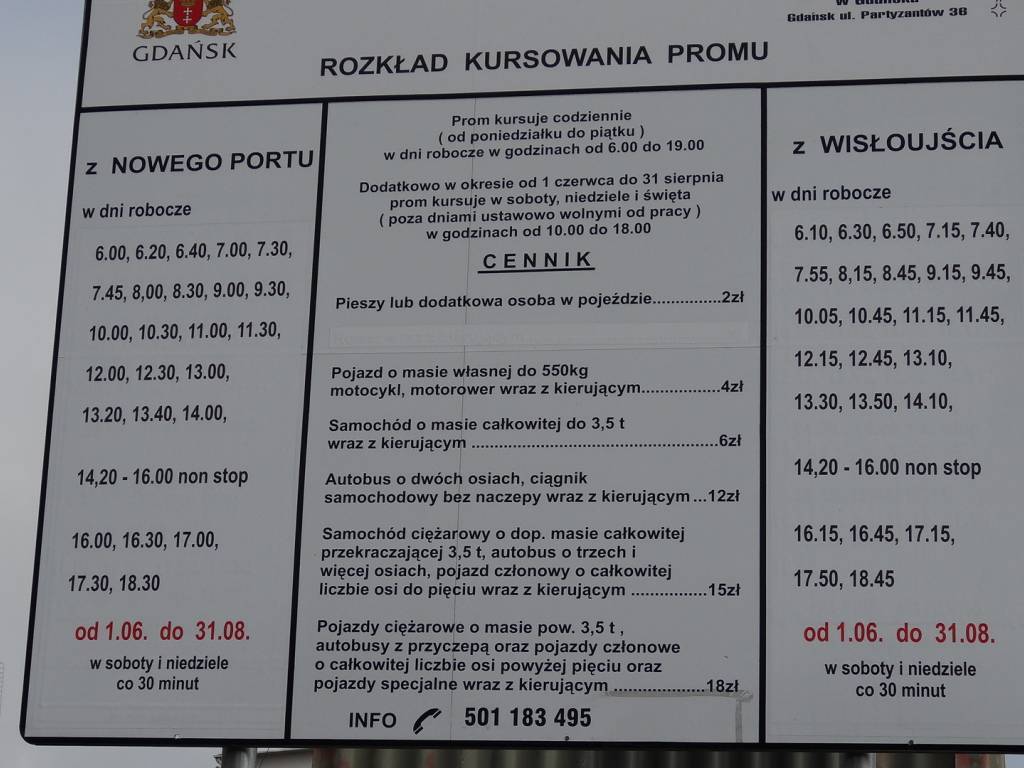 GDAŃSK
Gdańsk ul. Partyzantów 36
ROZKŁAD KURSOWANIA PROMU
z NOWEGO PORTU
w dni robocze
6.00, 6.20, 6.40, 7.00, 7.30,
7.45, 8,00, 8.30, 9.00, 9.30,
10.00, 10.30, 11.00, 11.30,
12.00, 12.30, 13.00,
13.20, 13.40, 14.00,
14,20 - 16.00 non stop
16.00, 16.30, 17.00,
17.30, 18.30
od 1.06. do 31.08.
w soboty i niedziele
co 30 minut
Prom kursuje codziennie
( od poniedziałku do piątku )
w dni robocze w godzinach od 6.00 do 19.00
Dodatkowo w okresie od 1 czerwca do 31 sierpnia
prom kursuje w soboty, niedziele i święta
( poza dniami ustawowo wolnymi od pracy )
w godzinach od 10.00 do 18.00
CENNIK
Pieszy lub dodatkowa osoba w pojeździe...............2zł
Pojazd o masie własnej do 550kg
motocykl, motorower wraz z kierującym.................4zł
Samochód o masie całkowitej do 3,5 t
wraz z kierującym ......................................................6zł
Autobus o dwóch osiach, ciągnik
samochodowy bez naczepy wraz z kierującym...12zł
Samochód ciężarowy o dop. masie całkowitej
przekraczającej 3,5 t, autobus o trzech i
więcej osiach, pojazd członowy o całkowitej
liczbie osi do pięciu wraz z kierującym .................15zł
Pojazdy ciężarowe o masie pow. 3,5 t ,
autobusy z przyczepą oraz pojazdy członowe
o całkowitej liczbie osi powyżej pięciu oraz
pojazdy specjalne wraz z kierującym ....................18zł
INFO 501 183 495
z WISŁOUJŚCIA
w dni robocze
6.10, 6.30, 6.50, 7.15, 7.40,
7.55, 8,15, 8.45, 9.15, 9.45,
10.05, 10.45, 11.15, 11.45,
12.15, 12.45, 13.10,
13.30, 13.50, 14.10,
14,20 - 16.00 non stop
16.15, 16.45, 17.15,
17.50, 18.45
od 1.06. do 31.08.
w soboty i niedziele
co 30 minut